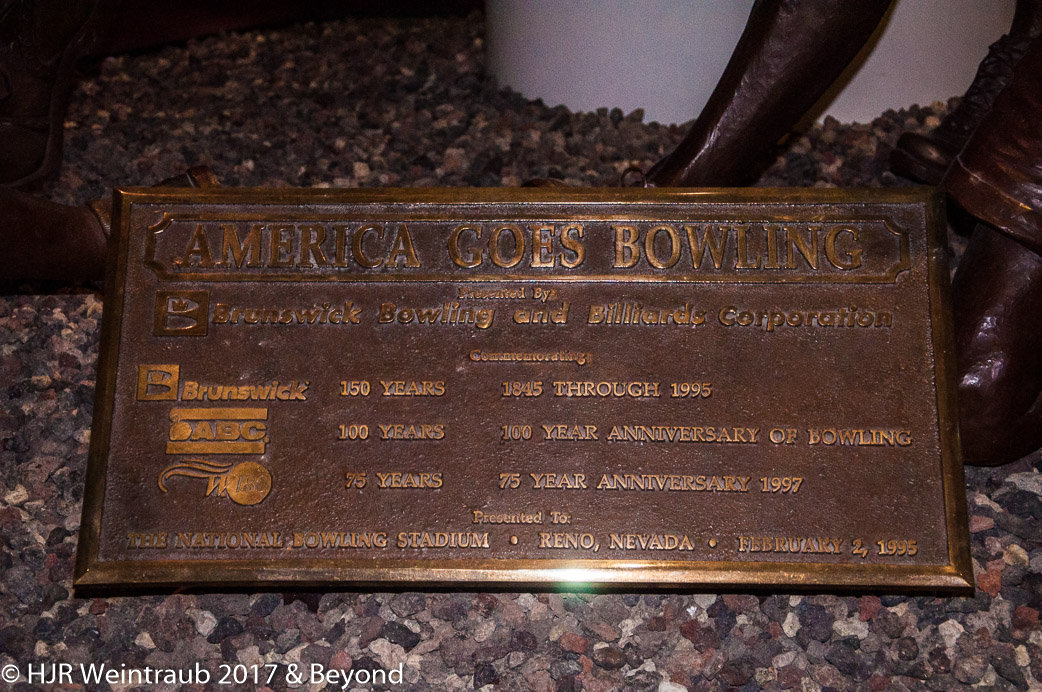 AMERICA GOES BOWLING
Presented By:
B Brunswick Bowling and Billiards Corporation
Commemorating:
B Brunswick 150 YEARS 1845 THROUGH 1995
ABC 100 YEARS 100 YEAR ANNIVERSARY OF BOWLING
75 YEARS 75 YEAR ANNIVERSARY 1997
Presented To:
THE NATIONAL BOWLING STADIUM • RENO, NEVADA • FEBRUARY 2, 1995
© HJR Weintraub 2017 & Beyond